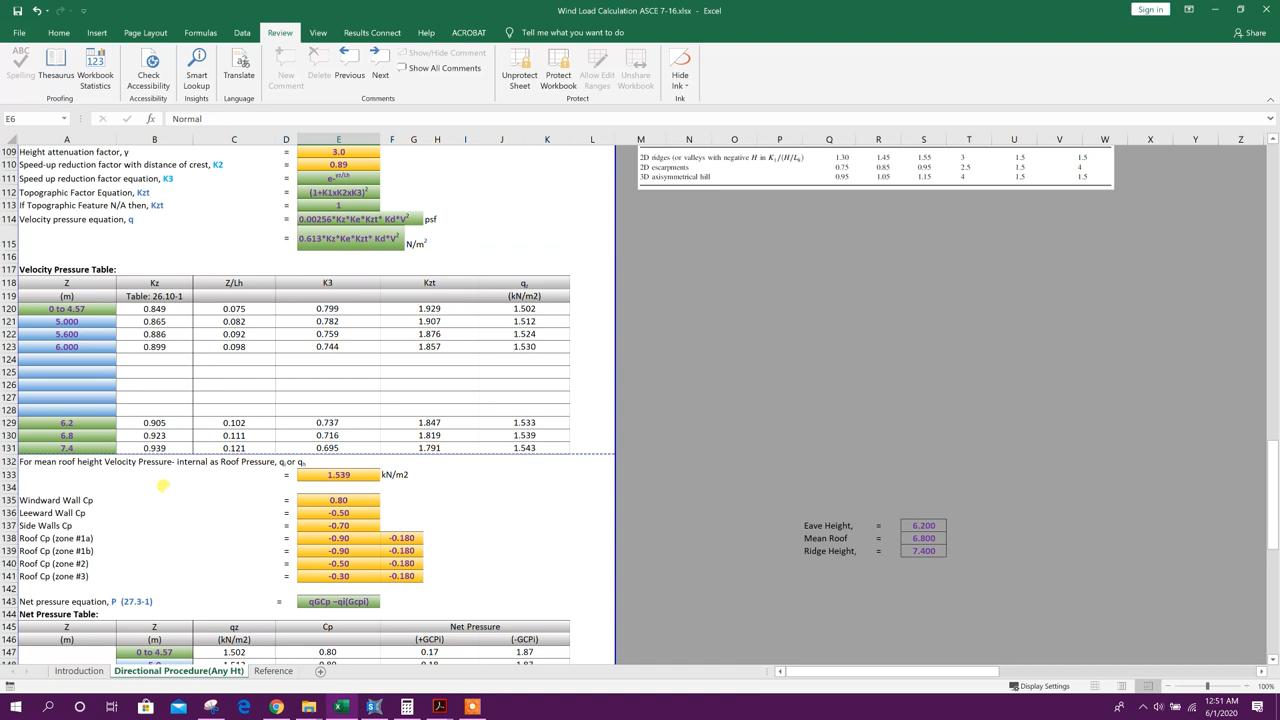 Wind Load Calculation ASCE 7-16.xlsx - Excel
Sign in
File Home Insert Page Layout Formulas Data Review View Results Connect Help ACROBAT Tell me what you want to do
Share
ABC
123
Spelling Thesaurus Workbook Statistics
Check Accessibility
Smart Lookup
Translate
New Comment
Delete Previous Next
Show/Hide Comment
Show All Comments
Unprotect Sheet
Protect Workbook
Allow Edit Ranges
Unshare Workbook
Hide Ink
Proofing Accessibility Insights Language Comments Protect Ink
E6 fx Normal
A B C D E F G H I J K L M N O P Q R S T U V W X Y Z
109 Height attenuation factor, y = 3.0
110 Speed-up reduction factor with distance of crest, K2 = 0.89
111 Speed up reduction factor equation, K3 = e-yz/Lh
112 Topographic Factor Equation, Kzt = (1+K1xK2xK3)2
113 If Topographic Feature N/A then, Kzt = 1
114 Velocity pressure equation, q = 0.00256*Kz*Ke*Kzt* Kd*V2 psf
115 = 0.613*Kz*Ke*Kzt* Kd*V2 N/m2
116
117 Velocity Pressure Table:
118 Z Kz Z/Lh K3 Kzt qz
119 (m) Table: 26.10-1 (kN/m2)
120 0 to 4.57 0.849 0.075 0.799 1.929 1.502
121 5.000 0.865 0.082 0.782 1.907 1.512
122 5.600 0.886 0.092 0.759 1.876 1.524
123 6.000 0.899 0.098 0.744 1.857 1.530
124
125
126
127
128
129 6.2 0.905 0.102 0.737 1.847 1.533
130 6.8 0.923 0.111 0.716 1.819 1.539
131 7.4 0.939 0.121 0.695 1.791 1.543
132 For mean roof height Velocity Pressure- internal as Roof Pressure, qi or qh
133 = 1.539 kN/m2
134
135 Windward Wall Cp = 0.80
136 Leeward Wall Cp = -0.50
137 Side Walls Cp = -0.70
138 Roof Cp (zone #1a) = -0.90 -0.180
139 Roof Cp (zone #1b) = -0.90 -0.180
140 Roof Cp (zone #2) = -0.50 -0.180
141 Roof Cp (zone #3) = -0.30 -0.180
142
143 Net pressure equation, P (27.3-1) = qGCp –qi(Gcpi)
144 Net Pressure Table:
145 Z Z qz Cp Net Pressure
146 (m) (m) (kN/m2) (+GCPi) (-GCPi)
147 0 to 4.57 1.502 0.80 0.17 1.87
2D ridges (or valleys with negative H in K1/(H/Lh) 1.30 1.45 1.55 3 1.5 1.5
2D escarpments 0.75 0.85 0.95 2.5 1.5 4
3D axisymmetrical hill 0.95 1.05 1.15 4 1.5 1.5
Eave Height, = 6.200
Mean Roof = 6.800
Ridge Height, = 7.400
Introduction Directional Procedure(Any Ht) Reference
Display Settings
100%
12:51 AM
6/1/2020